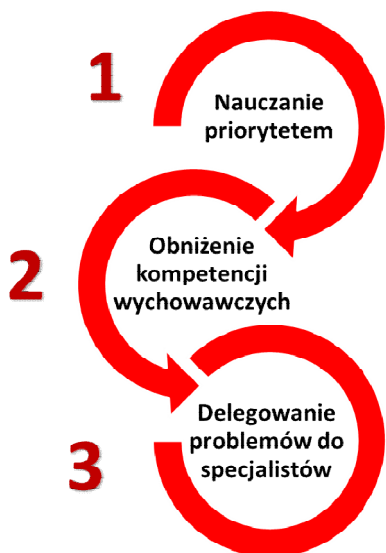 1
Nauczanie
priorytetem
2
Obniżenie
kompetencji
wychowawczych
3
Delegowanie
problemów do
specjalistów